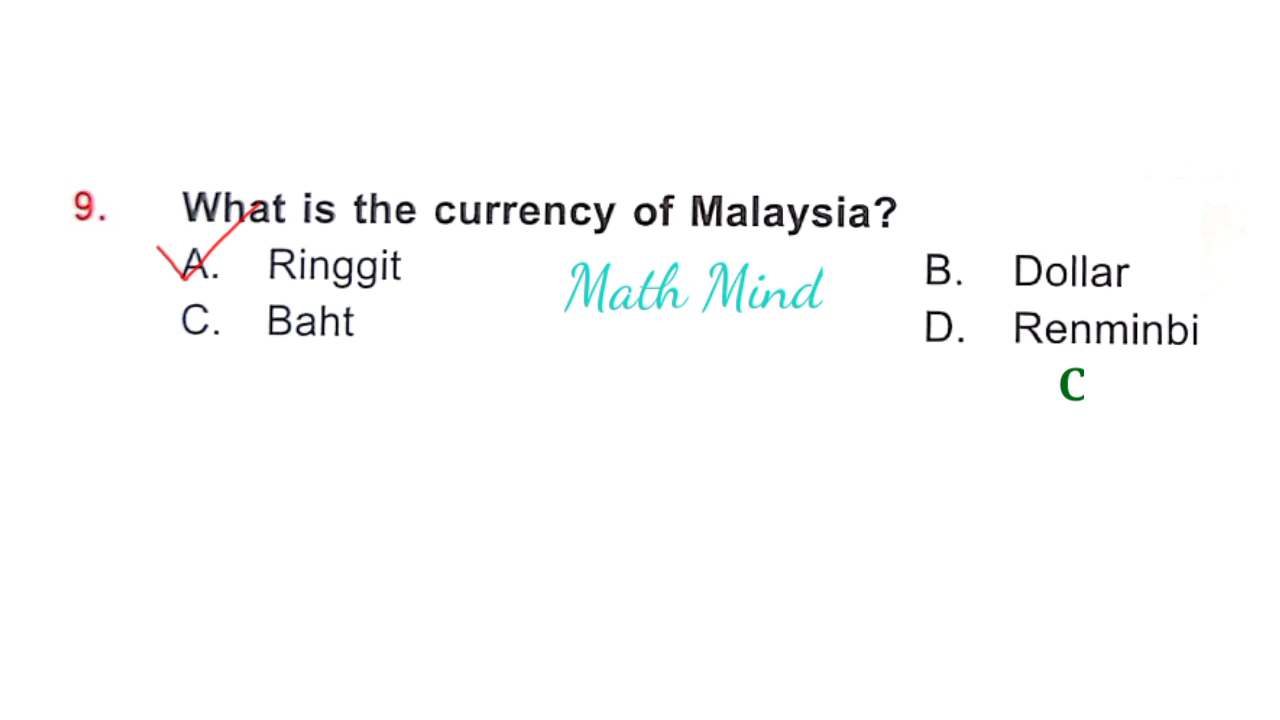 9. What is the currency of Malaysia?
A. Ringgit B. Dollar
Math Mind
C. Baht D. Renminbi
C